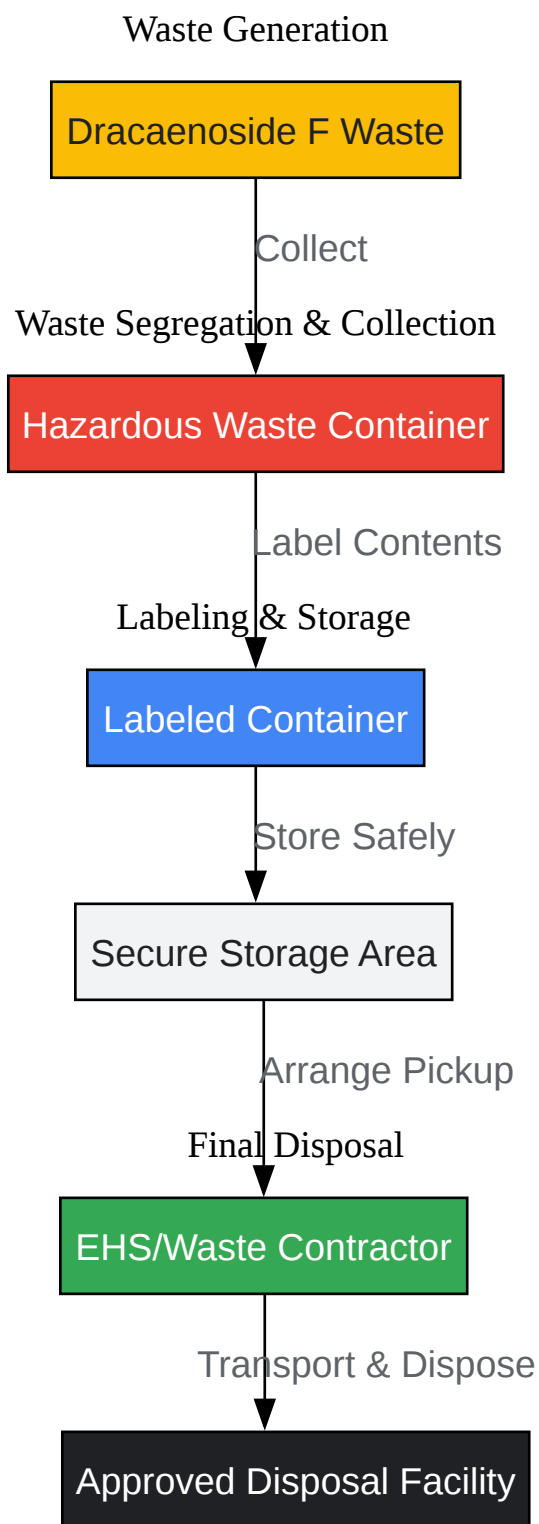 Waste Generation
Dracaenoside F Waste
Collect
Waste Segregation & Collection
Hazardous Waste Container
Label Contents
Labeling & Storage
Labeled Container
Store Safely
Secure Storage Area
Arrange Pickup
Final Disposal
EHS/Waste Contractor
Transport & Dispose
Approved Disposal Facility